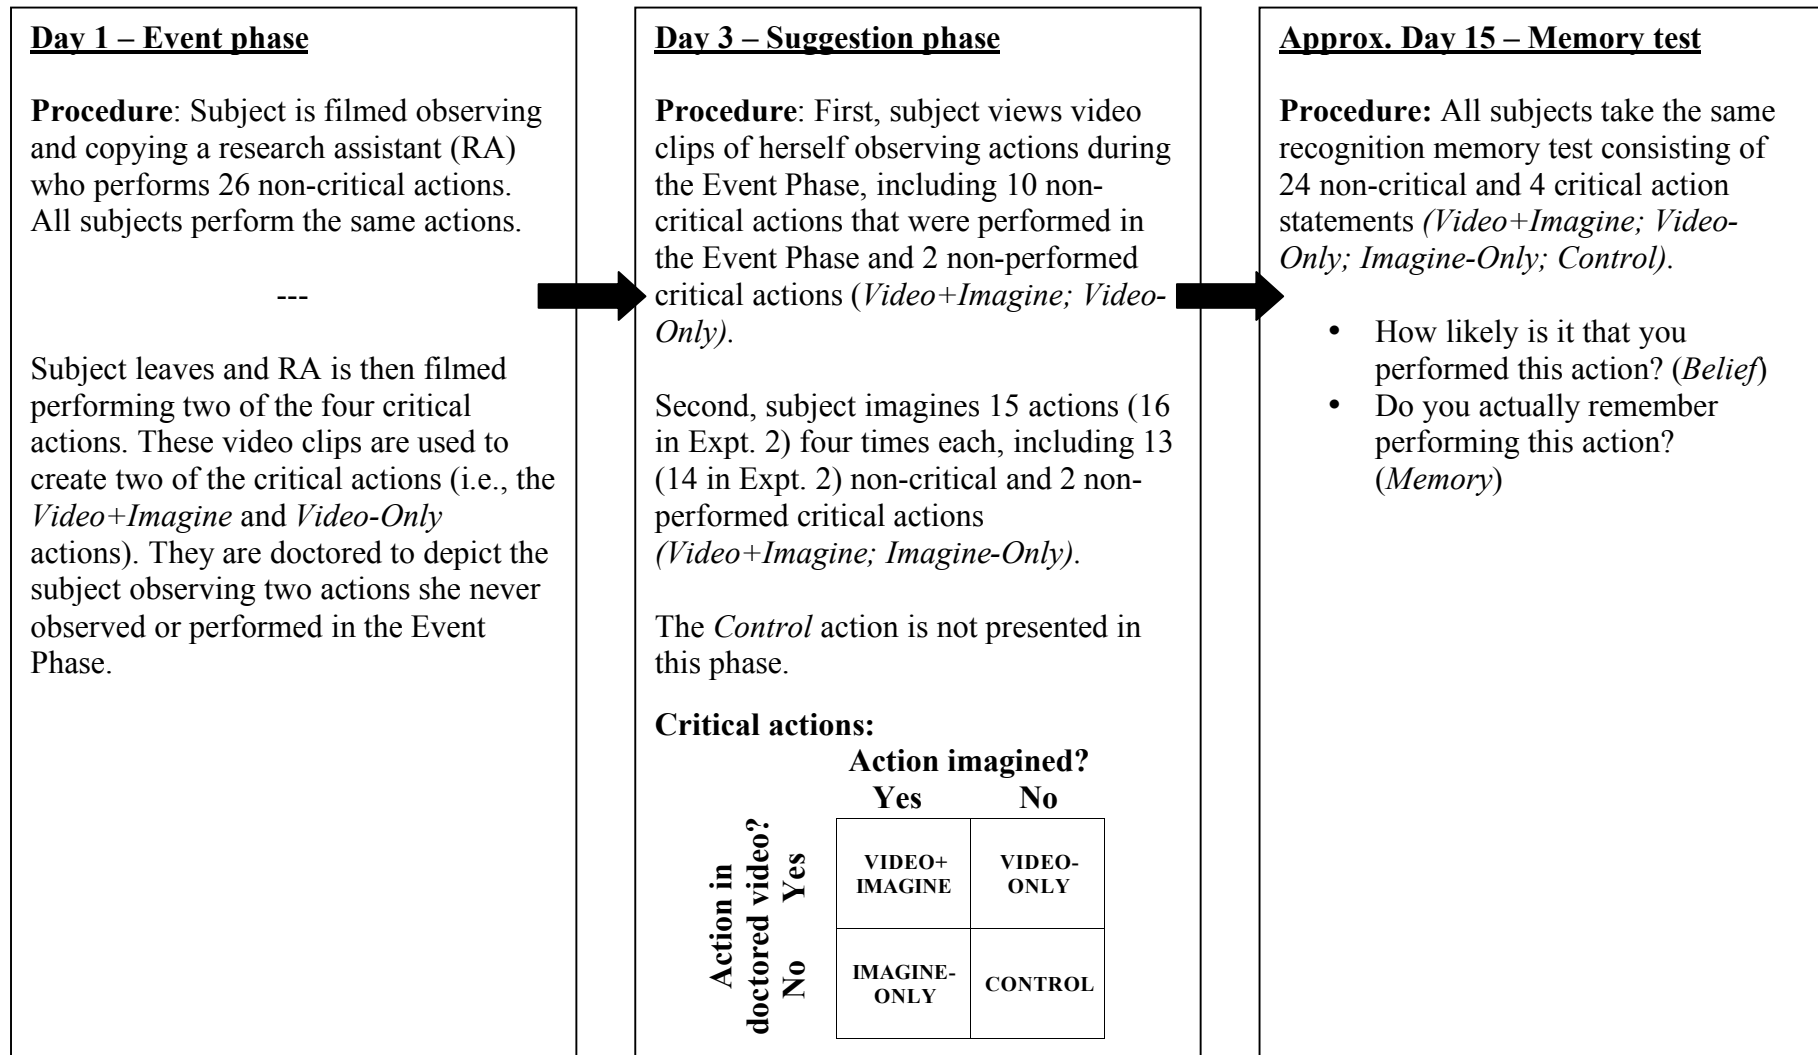 Day 1 – Event phase
Procedure: Subject is filmed observing
and copying a research assistant (RA)
who performs 26 non-critical actions.
All subjects perform the same actions.
---
Subject leaves and RA is then filmed
performing two of the four critical
actions. These video clips are used to
create two of the critical actions (i.e., the
Video+Imagine and Video-Only
actions). They are doctored to depict the
subject observing two actions she never
observed or performed in the Event
Phase.
Day 3 – Suggestion phase
Procedure: First, subject views video
clips of herself observing actions during
the Event Phase, including 10 non-
critical actions that were performed in
the Event Phase and 2 non-performed
critical actions (Video+Imagine; Video-
Only).
Second, subject imagines 15 actions (16
in Expt. 2) four times each, including 13
(14 in Expt. 2) non-critical and 2 non-
performed critical actions
(Video+Imagine; Imagine-Only).
The Control action is not presented in
this phase.
Critical actions:
Action imagined?
Yes No
Action in
doctored video?
Yes
No
VIDEO+
IMAGINE
VIDEO-
ONLY
IMAGINE-
ONLY
CONTROL
Approx. Day 15 – Memory test
Procedure: All subjects take the same
recognition memory test consisting of
24 non-critical and 4 critical action
statements (Video+Imagine; Video-
Only; Imagine-Only; Control).
• How likely is it that you
performed this action? (Belief)
• Do you actually remember
performing this action?
(Memory)